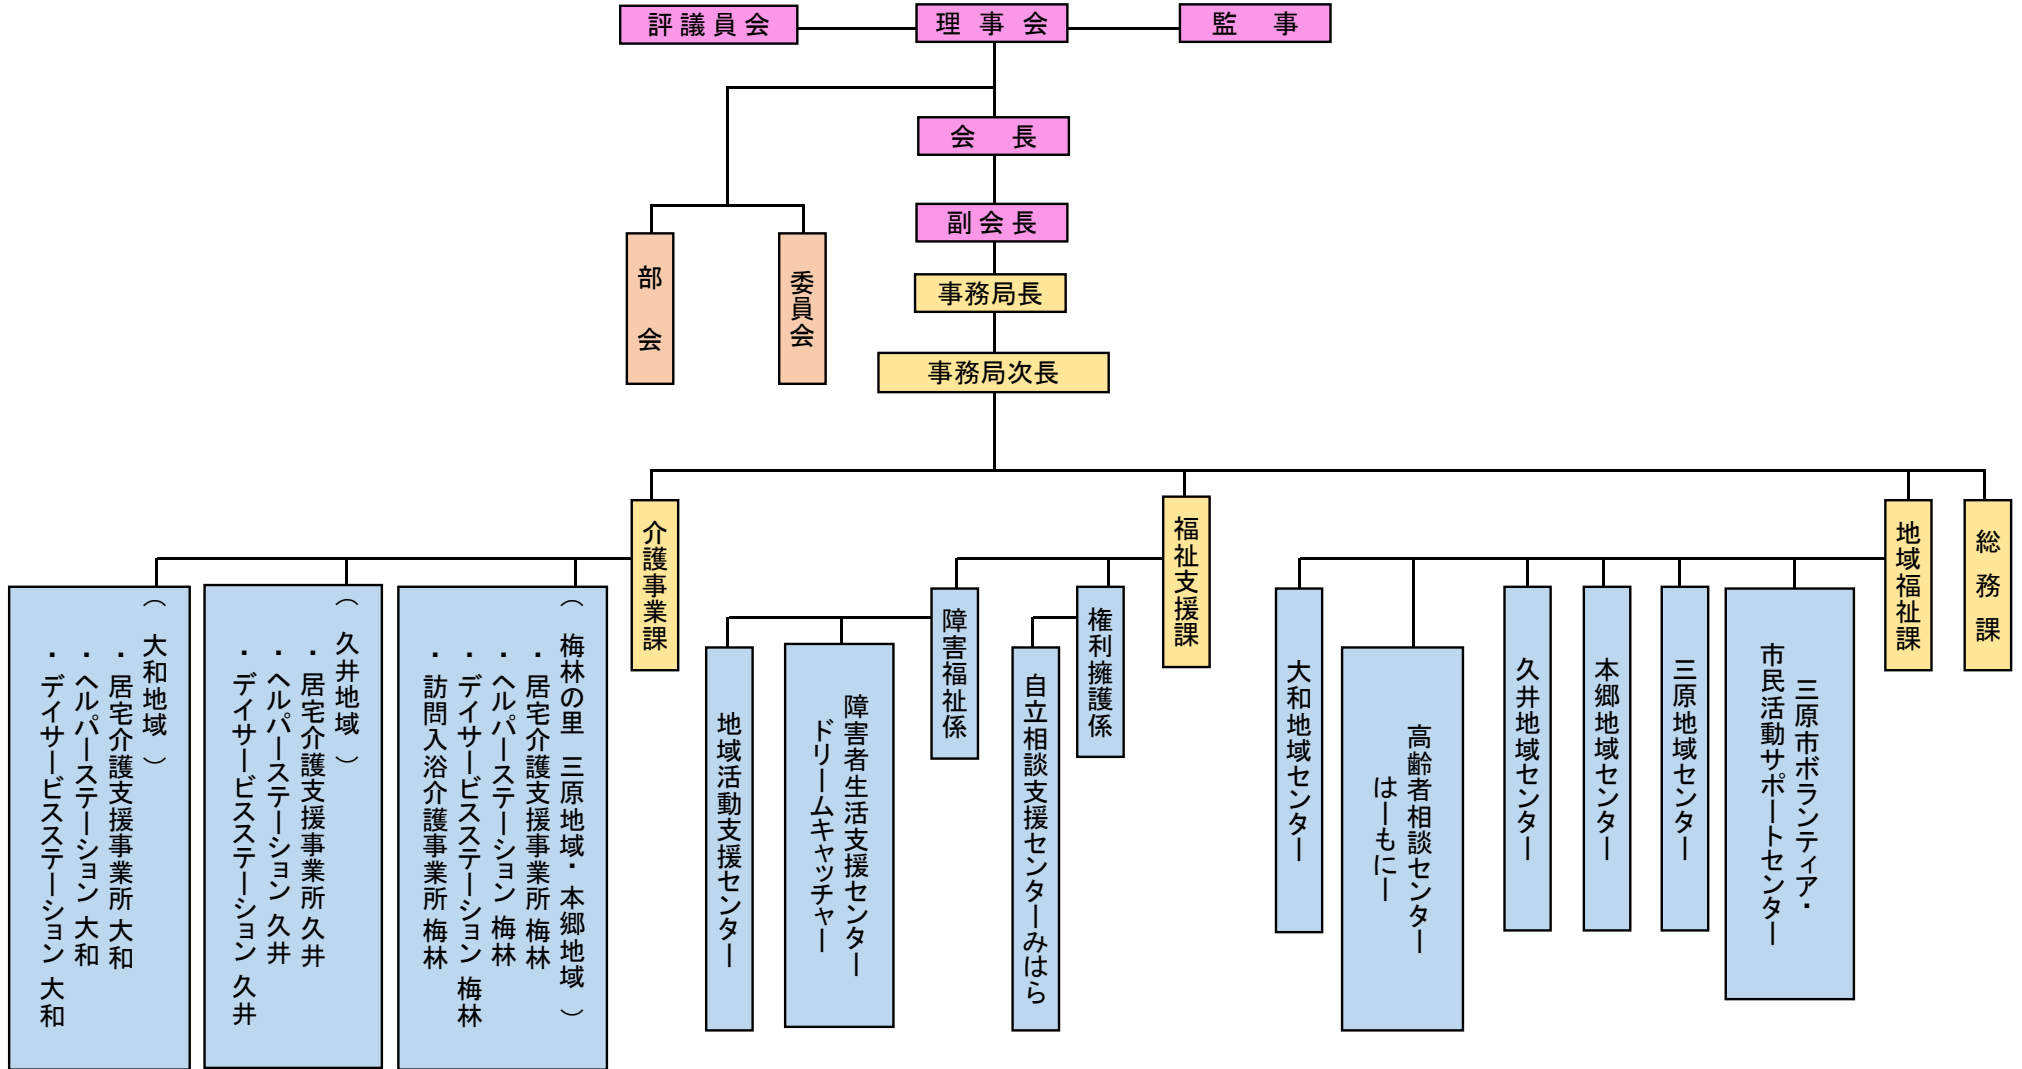 評議員会
理事会
監事
会長
副会長
部会
委員会
事務局長
事務局次長
総務課
地域福祉課
福祉支援課
介護事業課
三原市ボランティア・
市民活動サポートセンター
三原地域センター
本郷地域センター
久井地域センター
高齢者相談センター
はーもにー
大和地域センター
権利擁護係
自立相談支援センターみはら
障害福祉係
障害者生活支援センター
ドリームキャッチャー
地域活動支援センター
（梅林の里 三原地域・本郷地域）
・居宅介護支援事業所 梅林
・ヘルパーステーション 梅林
・デイサービスステーション 梅林
・訪問入浴介護事業所 梅林
（久井地域）
・居宅介護支援事業所 久井
・ヘルパーステーション 久井
・デイサービスステーション 久井
（大和地域）
・居宅介護支援事業所 大和
・ヘルパーステーション 大和
・デイサービスステーション 大和